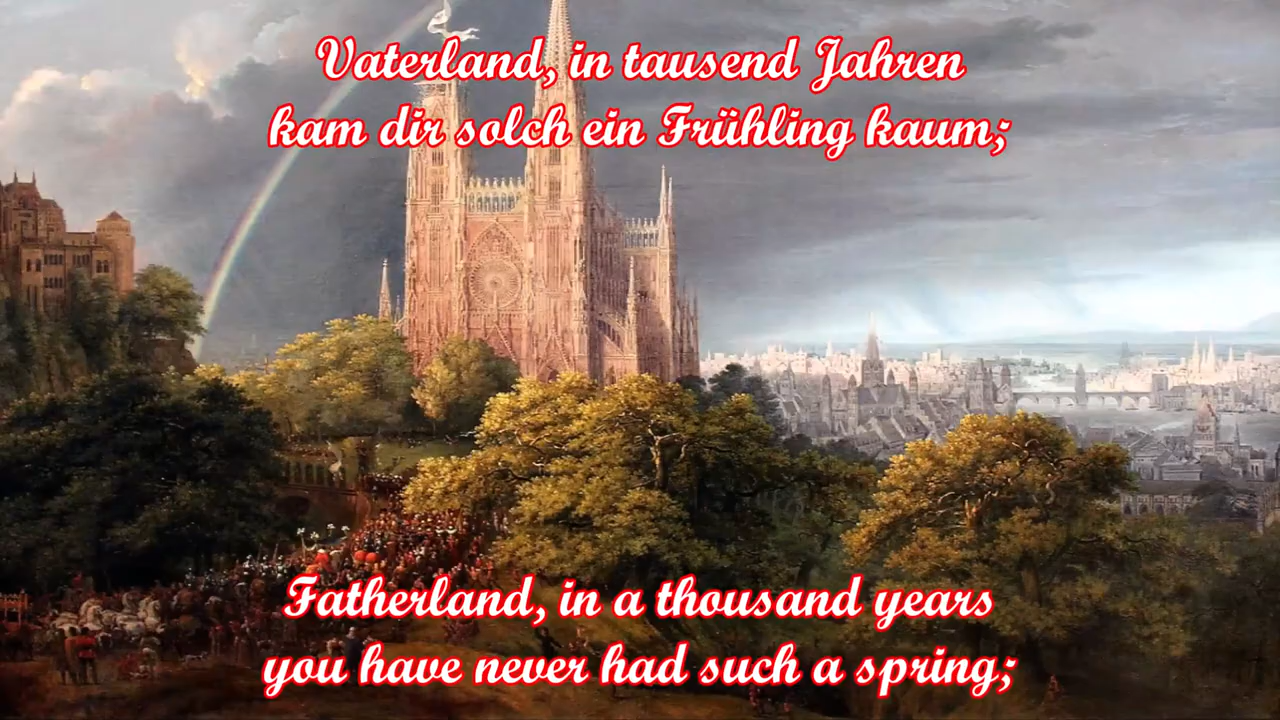 Vaterland, in tausend Jahren
kam dir solch ein Frühling kaum;
Fatherland, in a thousand years
you have never had such a spring;